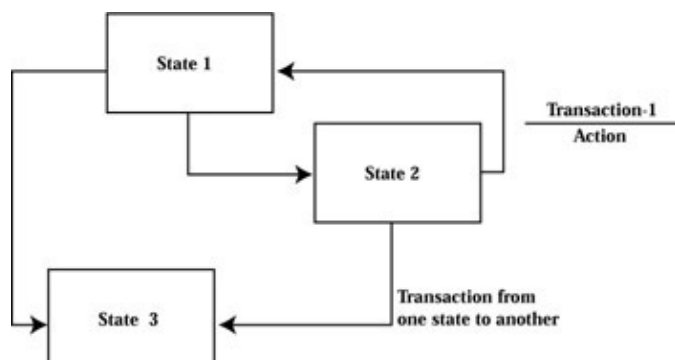 State 1
Transaction-1
Action
State 2
Transaction from
one state to another
State 3